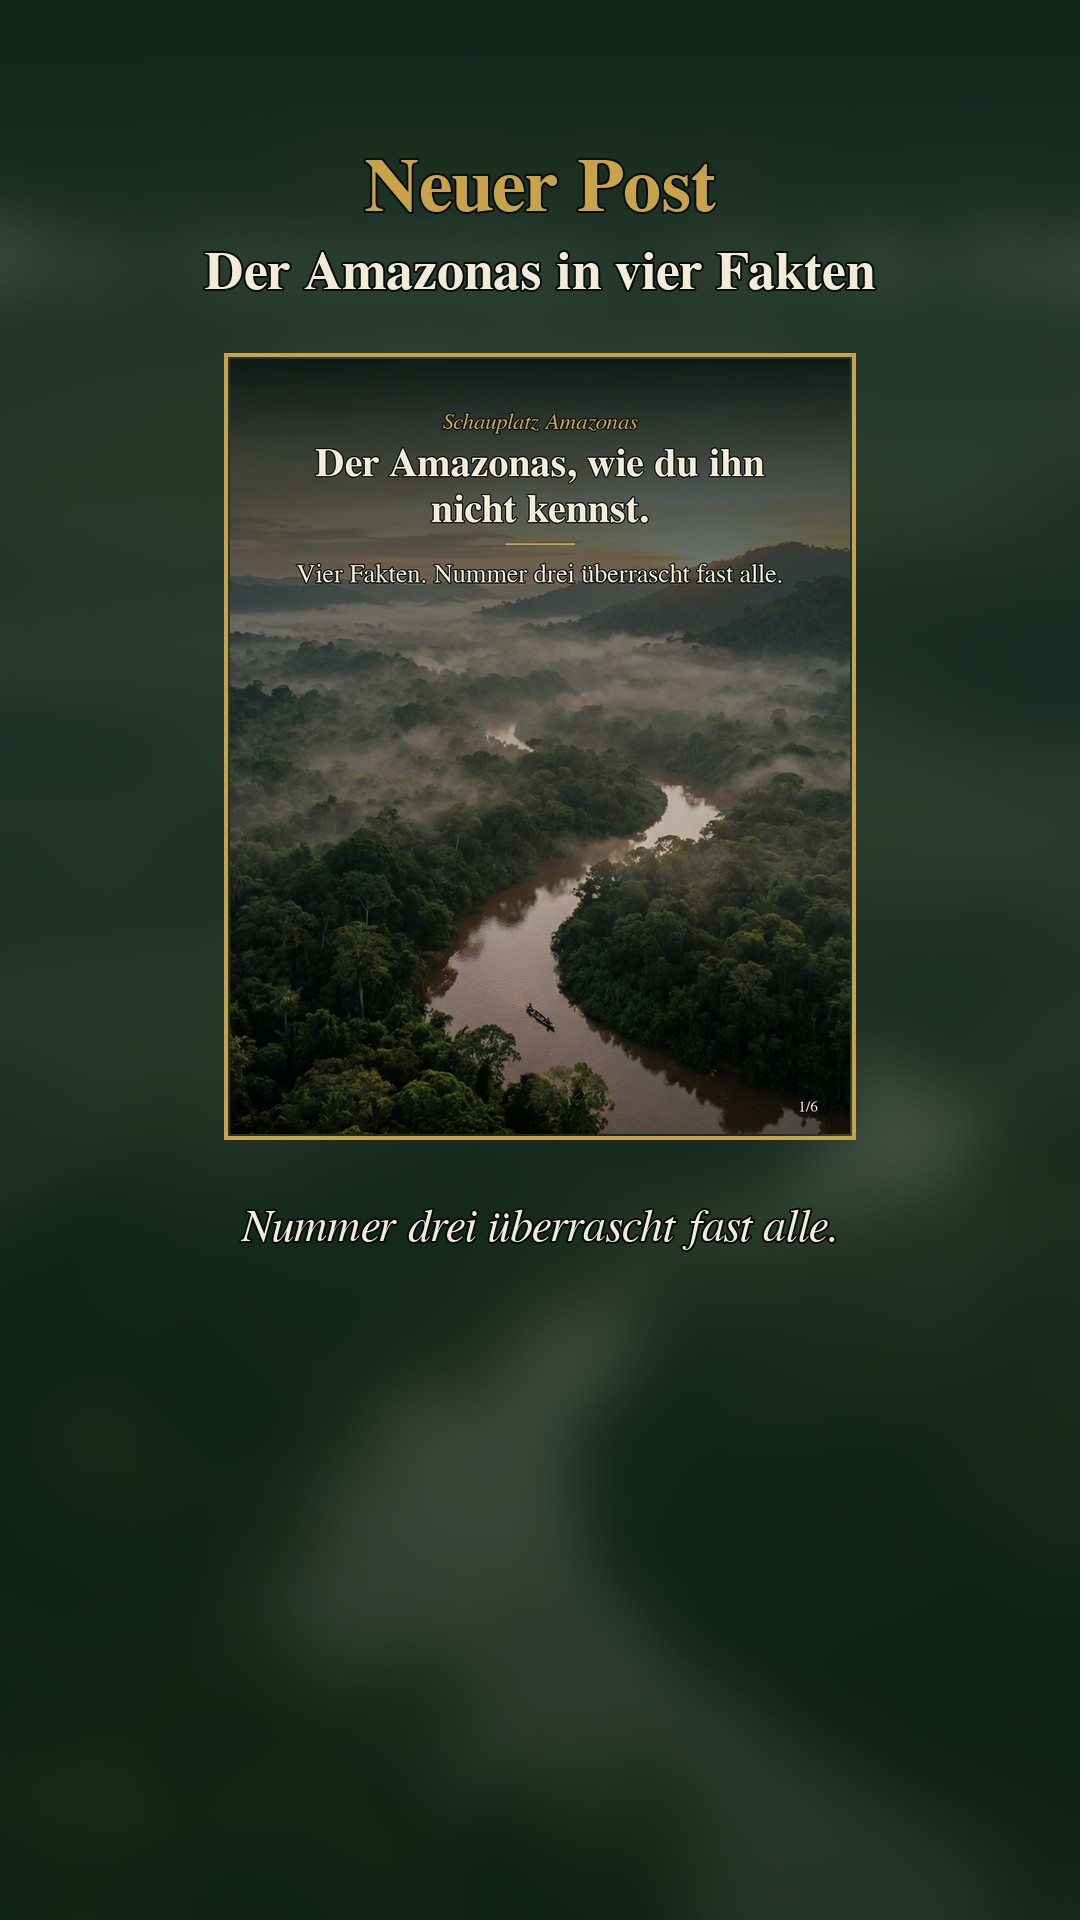 Neuer Post
Der Amazonas in vier Fakten
Schauplatz Amazonas
Der Amazonas, wie du ihn
nicht kennst.
Vier Fakten. Nummer drei überrascht fast alle.
1/6
Nummer drei überrascht fast alle.